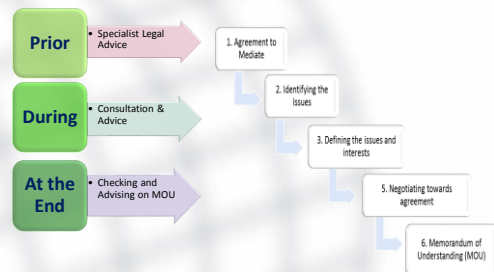 Prior
• Specialist Legal
Advice
During
• Consultation &
Advice
At the
End
• Checking and
Advising on MOU
1. Agreement to
Mediate
2. Identifying the
Issues
3. Defining the issues and
interests
5. Negotiating towards
agreement
6. Memorandum of
Understanding (MOU)